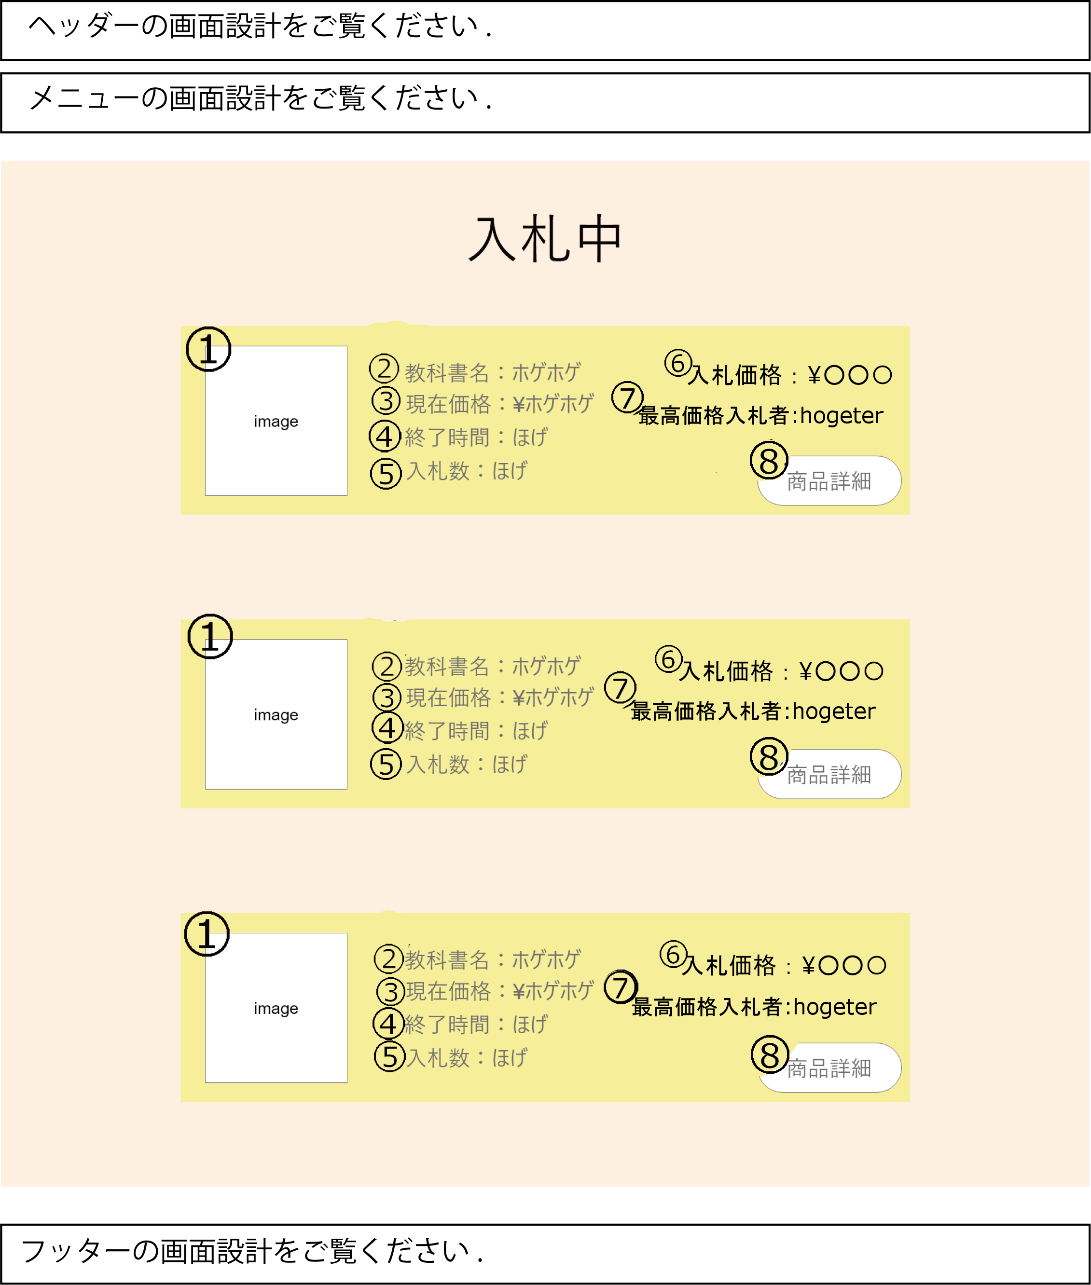 ヘッダーの画面設計をご覧ください.
メニューの画面設計をご覧ください.
入札中
①
image
②教科書名：ホゲホゲ
③現在価格：¥ホゲホゲ
④終了時間：ほげ
⑤入札数：ほげ
⑥入札価格：¥〇〇〇
⑦最高価格入札者:hogeter
⑧商品詳細
①
image
②教科書名：ホゲホゲ
③現在価格：¥ホゲホゲ
④終了時間：ほげ
⑤入札数：ほげ
⑥入札価格：¥〇〇〇
⑦最高価格入札者:hogeter
⑧商品詳細
①
image
②教科書名：ホゲホゲ
③現在価格：¥ホゲホゲ
④終了時間：ほげ
⑤入札数：ほげ
⑥入札価格：¥〇〇〇
⑦最高価格入札者:hogeter
⑧商品詳細
フッターの画面設計をご覧ください.